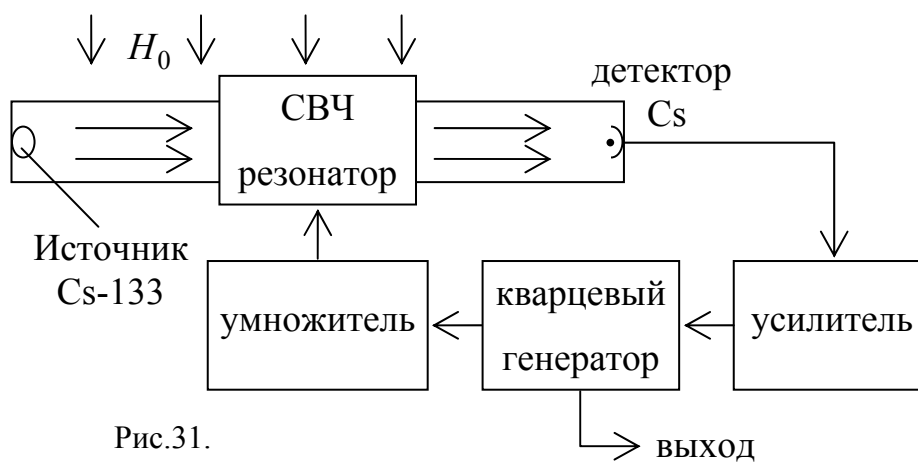 H₀
СВЧ
резонатор
детектор
Cs
Источник
Cs-133
умножитель
кварцевый
генератор
усилитель
Рис.31.
выход